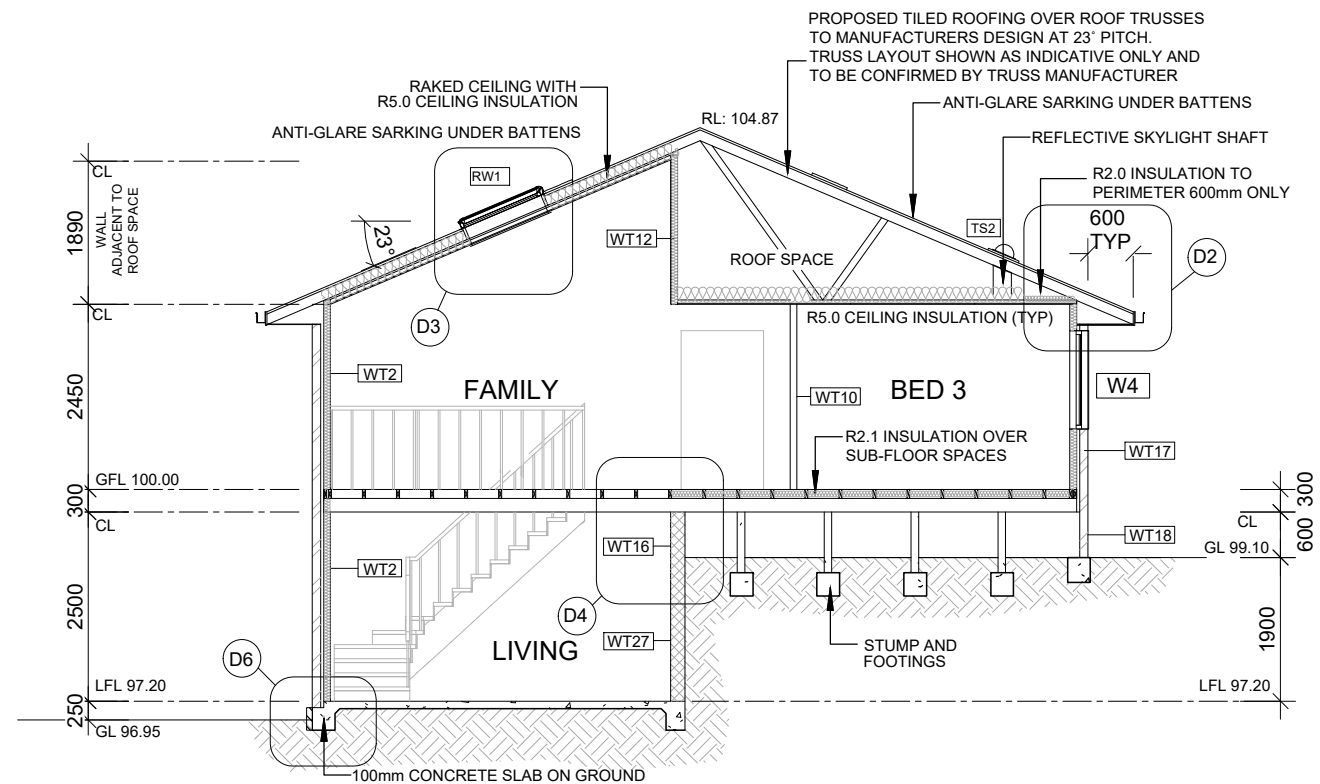 PROPOSED TILED ROOFING OVER ROOF TRUSSES
TO MANUFACTURERS DESIGN AT 23° PITCH.
TRUSS LAYOUT SHOWN AS INDICATIVE ONLY AND
TO BE CONFIRMED BY TRUSS MANUFACTURER
RAKED CEILING WITH
R5.0 CEILING INSULATION
ANTI-GLARE SARKING UNDER BATTENS
RL: 104.87
ANTI-GLARE SARKING UNDER BATTENS
REFLECTIVE SKYLIGHT SHAFT
R2.0 INSULATION TO
PERIMETER 600mm ONLY
CL
RW1
1890
WALL
ADJACENT TO
ROOF SPACE
23°
WT12
ROOF SPACE
TS2
600
TYP
D2
CL
D3
R5.0 CEILING INSULATION (TYP)
2450
WT2
FAMILY
WT10
BED 3
W4
R2.1 INSULATION OVER
SUB-FLOOR SPACES
WT17
GFL 100.00
300
CL
300
CL
600
WT16
WT18
GL 99.10
WT2
2500
D4
WT27
LIVING
STUMP AND
FOOTINGS
1900
D6
LFL 97.20
LFL 97.20
250
GL 96.95
100mm CONCRETE SLAB ON GROUND